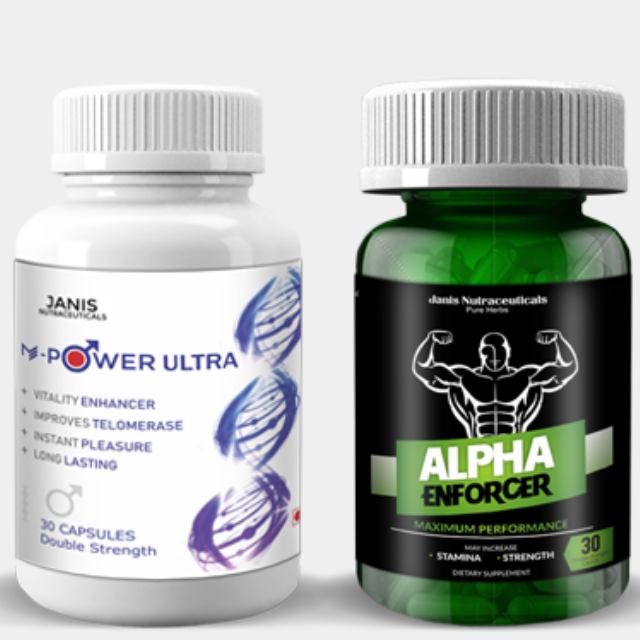 JANIS
NUTRACEUTICALS
M-POWER ULTRA
+ VITALITY ENHANCER
+ IMPROVES TELOMERASE
+ INSTANT PLEASURE
+ LONG LASTING
30 CAPSULES
Double Strength
Janis Nutraceuticals
Pure Herbs
ALPHA
ENFORCER
MAXIMUM PERFORMANCE
MAY INCREASE
• STAMINA • STRENGTH
30
DIETARY SUPPLEMENT